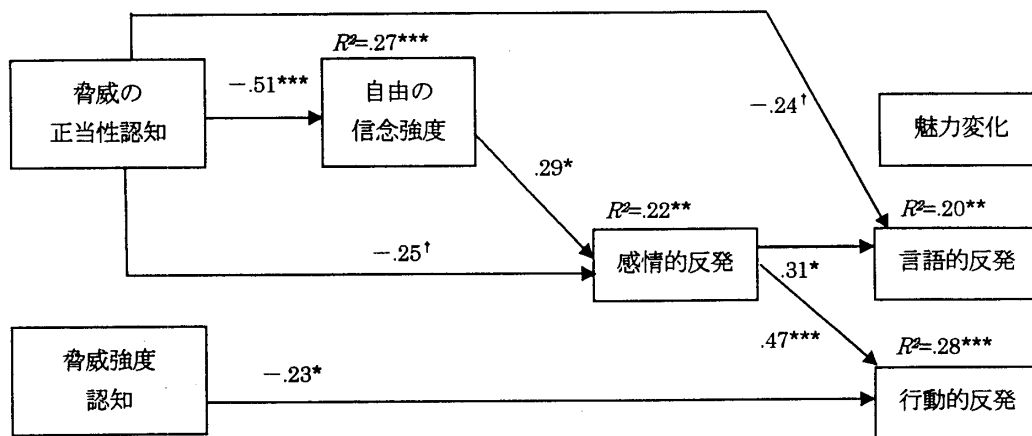 R²=.27***
脅威の
正当性認知
−.51***
自由の
信念強度
−.24†
魅力変化
.29*
R²=.22**
R²=.20**
−.25†
感情的反発
.31*
言語的反発
.47***
R²=.28***
脅威強度
認知
−.23*
行動的反発